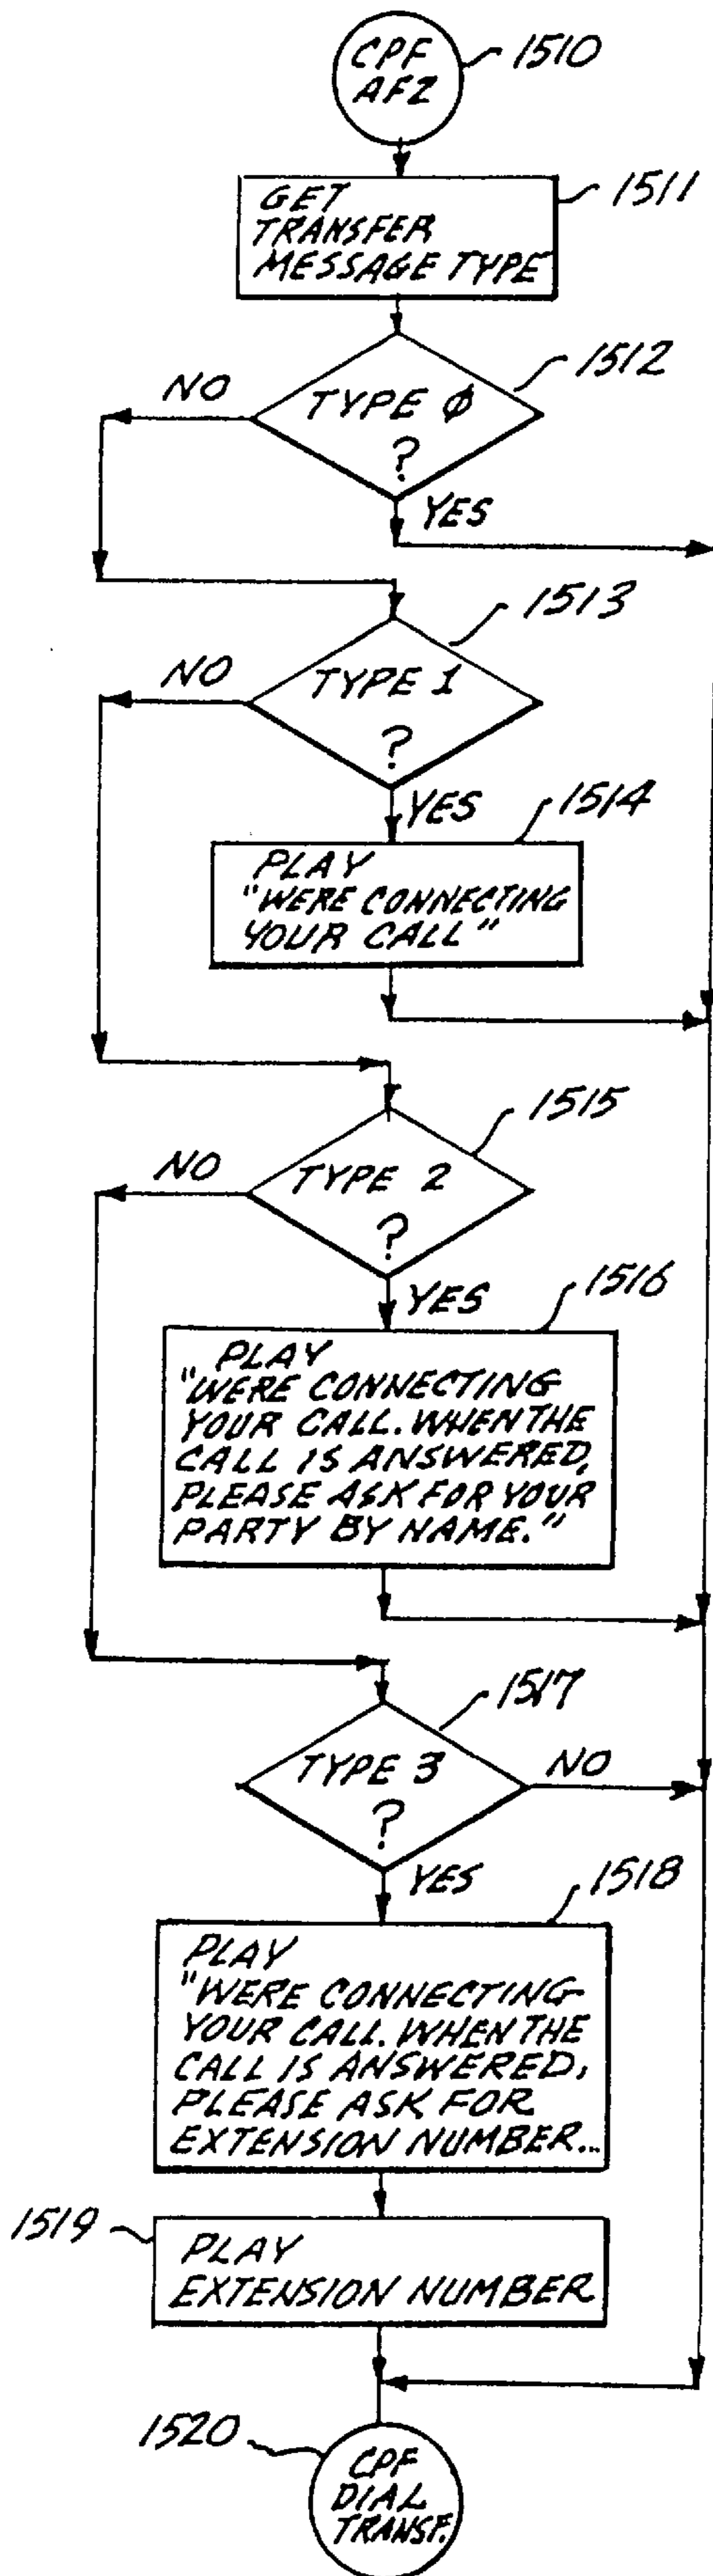 CPF
AFZ
1510
1511
GET
TRANSFER
MESSAGE TYPE
1512
NO
TYPE Ø
?
YES
1513
NO
TYPE 1
?
YES
1514
PLAY
"WERE CONNECTING
YOUR CALL"
1515
NO
TYPE 2
?
YES
1516
PLAY
"WERE CONNECTING
YOUR CALL. WHEN THE
CALL IS ANSWERED,
PLEASE ASK FOR YOUR
PARTY BY NAME."
1517
TYPE 3
NO
?
YES
1518
PLAY
"WERE CONNECTING
YOUR CALL. WHEN THE
CALL IS ANSWERED,
PLEASE ASK FOR
EXTENSION NUMBER...
1519
PLAY
EXTENSION NUMBER
1520
CPF
DIAL
TRANSF.